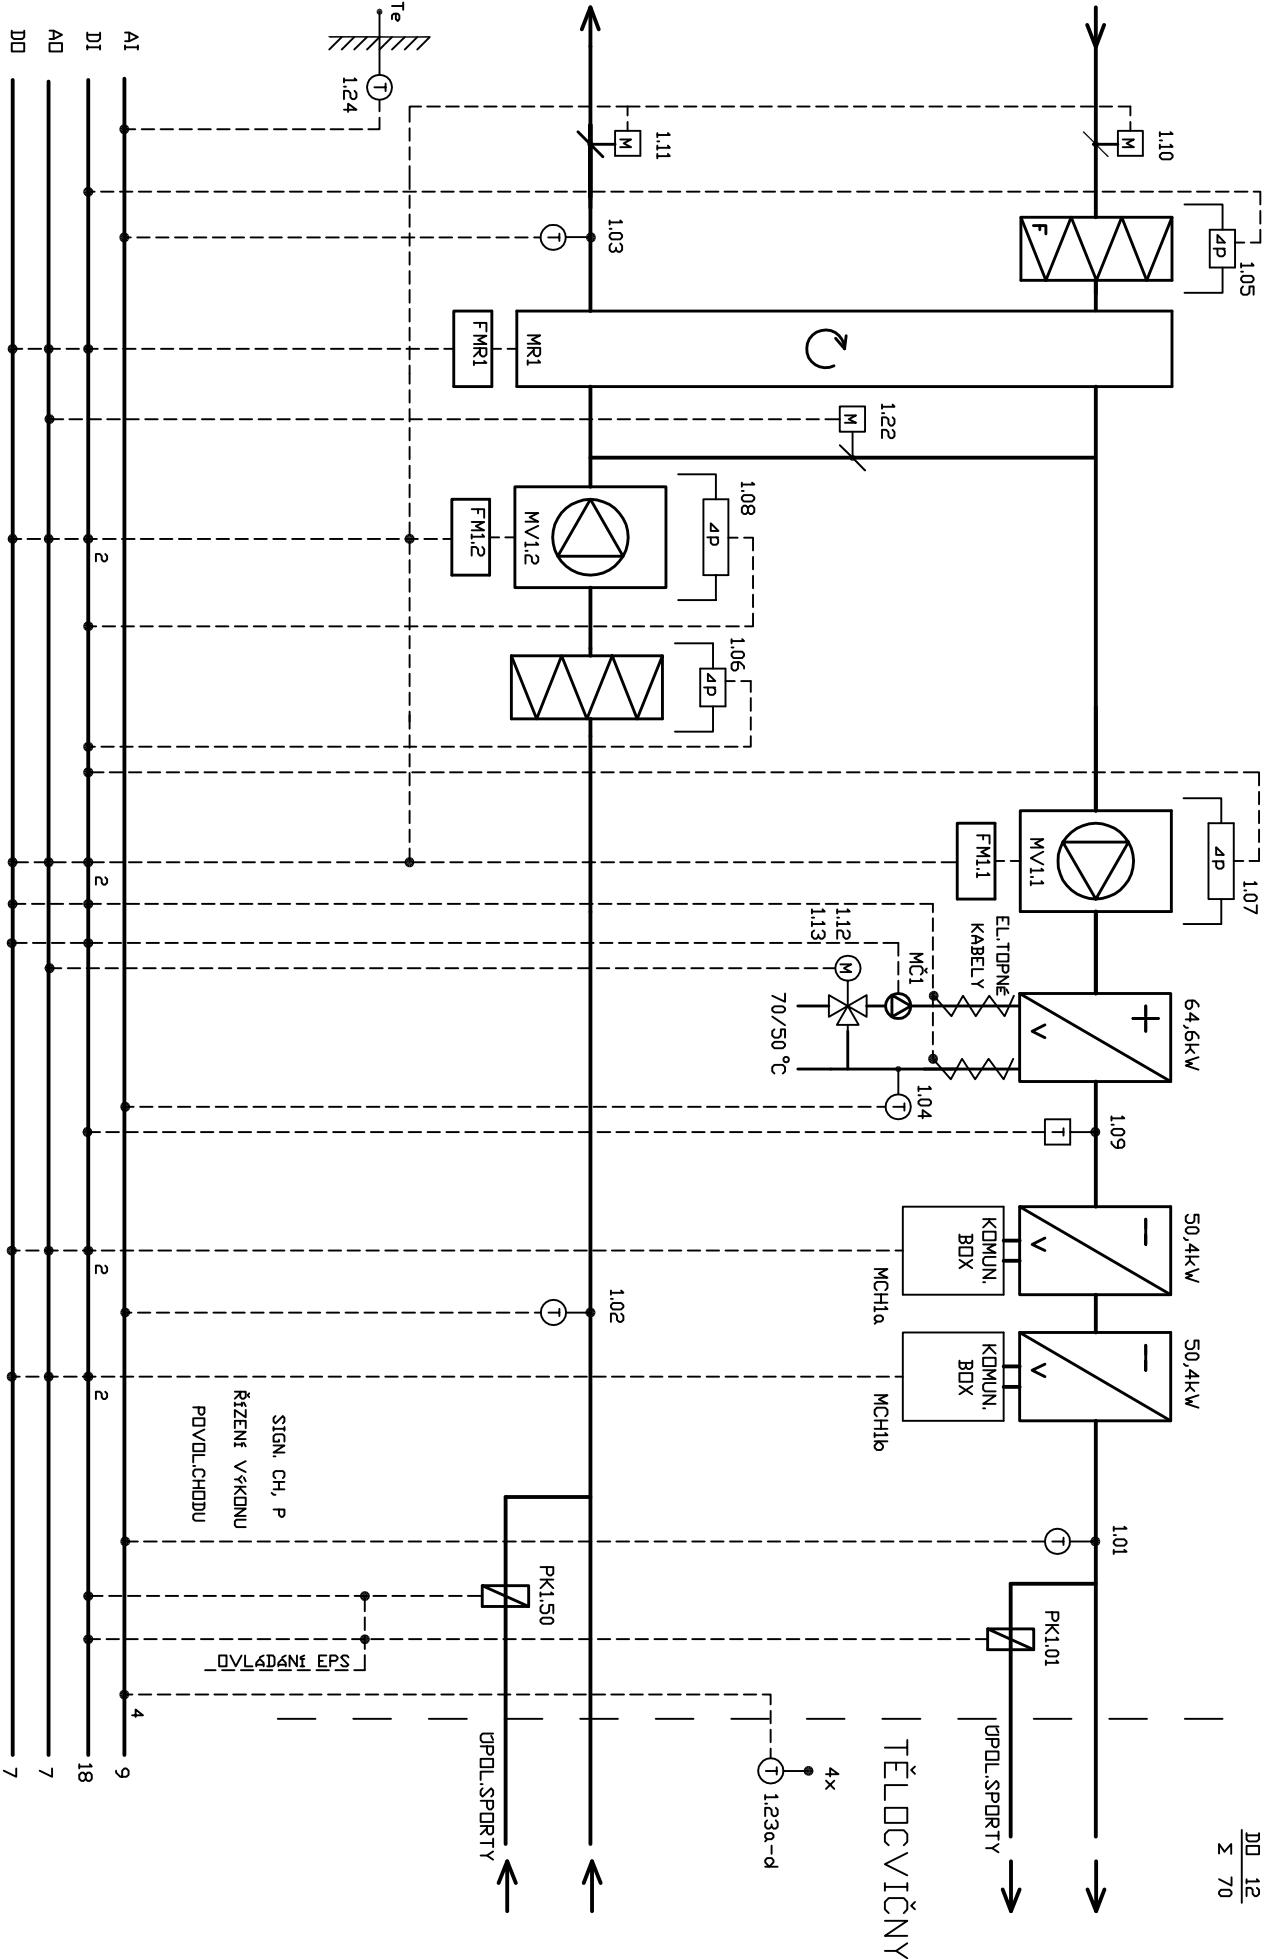 DO 12
Σ 70
1.10
1.05
ΔP
M
F
64,6kW
50,4kW
50,4kW
1.07
ΔP
1.09
1.01
PK1.01
T
T
MV1.1
FM1.1
EL.TOPNÉ
KABELY
KOMUN.
BOX
KOMUN.
BOX
MCH1a
MCH1b
ÚPOL.SPORTY
TĚLOCVIČNY
MČ1
1.04
T
1.12
1.13
M
70/50 °C
1.22
M
4x
T
1.23a-d
1.08
ΔP
1.06
ΔP
1.11
M
1.03
T
1.02
T
MR1
FMR1
MV1.2
FM1.2
PK1.50
ÚPOL.SPORTY
Te
1.24
T
SIGN. CH, P
ŘÍZENÍ VÝKONU
POVOL.CHODU
OVLÁDÁNÍ EPS
4
AI
9
2
2
2
2
DI
18
AO
7
DO
7